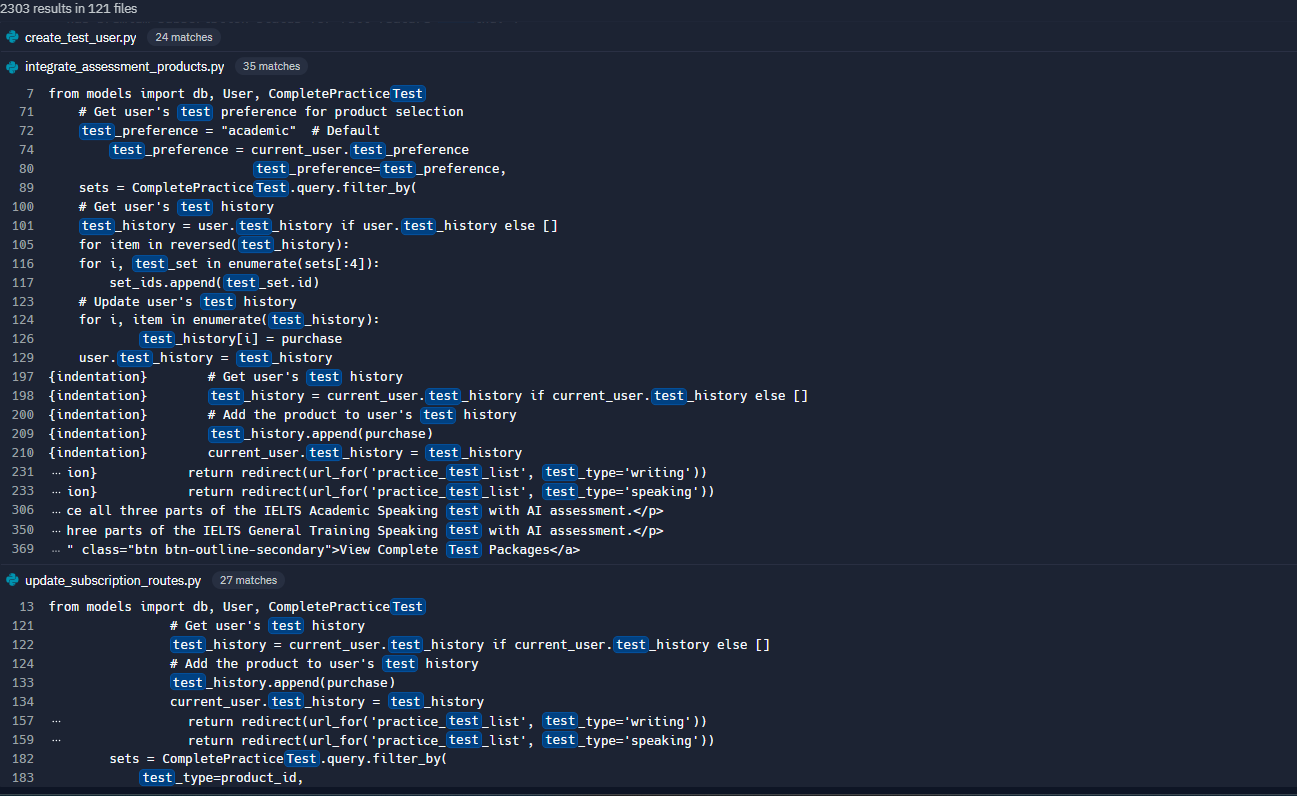 2303 results in 121 files
create_test_user.py 24 matches
integrate_assessment_products.py 35 matches
7 from models import db, User, CompletePracticeTest
71     # Get user's test preference for product selection
72     test_preference = "academic"  # Default
74         test_preference = current_user.test_preference
80                            test_preference=test_preference,
89     sets = CompletePracticeTest.query.filter_by(
100     # Get user's test history
101     test_history = user.test_history if user.test_history else []
105     for item in reversed(test_history):
116     for i, test_set in enumerate(sets[:4]):
117         set_ids.append(test_set.id)
123     # Update user's test history
124     for i, item in enumerate(test_history):
126             test_history[i] = purchase
129     user.test_history = test_history
197 {indentation}        # Get user's test history
198 {indentation}        test_history = current_user.test_history if current_user.test_history else []
200 {indentation}        # Add the product to user's test history
209 {indentation}        test_history.append(purchase)
210 {indentation}        current_user.test_history = test_history
231 … ion}            return redirect(url_for('practice_test_list', test_type='writing'))
233 … ion}            return redirect(url_for('practice_test_list', test_type='speaking'))
306 … ce all three parts of the IELTS Academic Speaking test with AI assessment.</p>
350 … hree parts of the IELTS General Training Speaking test with AI assessment.</p>
369 … " class="btn btn-outline-secondary">View Complete Test Packages</a>
update_subscription_routes.py 27 matches
13 from models import db, User, CompletePracticeTest
121                 # Get user's test history
122                 test_history = current_user.test_history if current_user.test_history else []
124                 # Add the product to user's test history
133                 test_history.append(purchase)
134                 current_user.test_history = test_history
157 …                 return redirect(url_for('practice_test_list', test_type='writing'))
159 …                 return redirect(url_for('practice_test_list', test_type='speaking'))
182         sets = CompletePracticeTest.query.filter_by(
183             test_type=product_id,